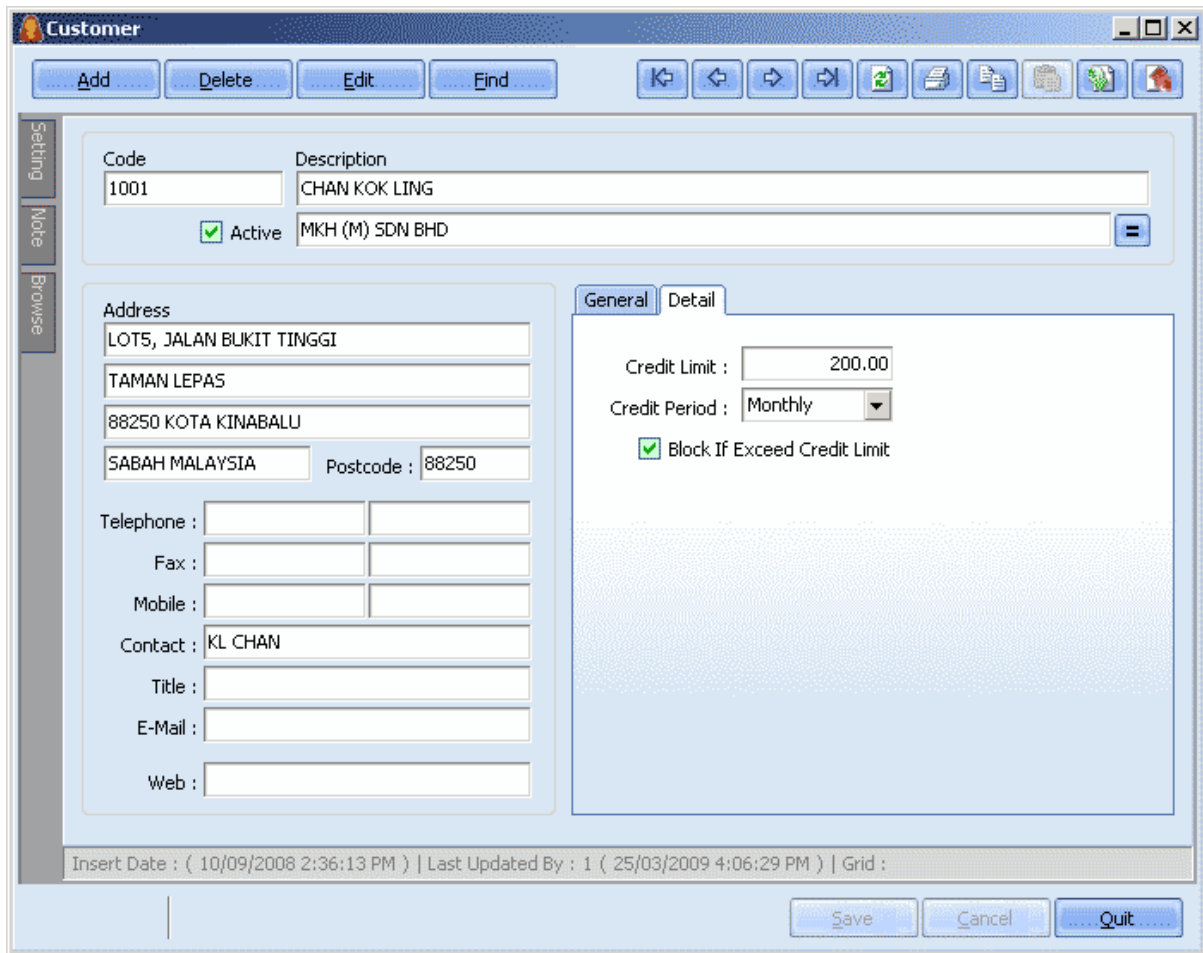 Customer
Add Delete Edit Find
Setting
Note
Browse
Code Description
1001 CHAN KOK LING
Active MKH (M) SDN BHD =
Address
LOT5, JALAN BUKIT TINGGI
TAMAN LEPAS
88250 KOTA KINABALU
SABAH MALAYSIA Postcode : 88250
Telephone :
Fax :
Mobile :
Contact : KL CHAN
Title :
E-Mail :
Web :
General Detail
Credit Limit : 200.00
Credit Period : Monthly
Block If Exceed Credit Limit
Insert Date : ( 10/09/2008 2:36:13 PM ) | Last Updated By : 1 ( 25/03/2009 4:06:29 PM ) | Grid :
Save Cancel Quit